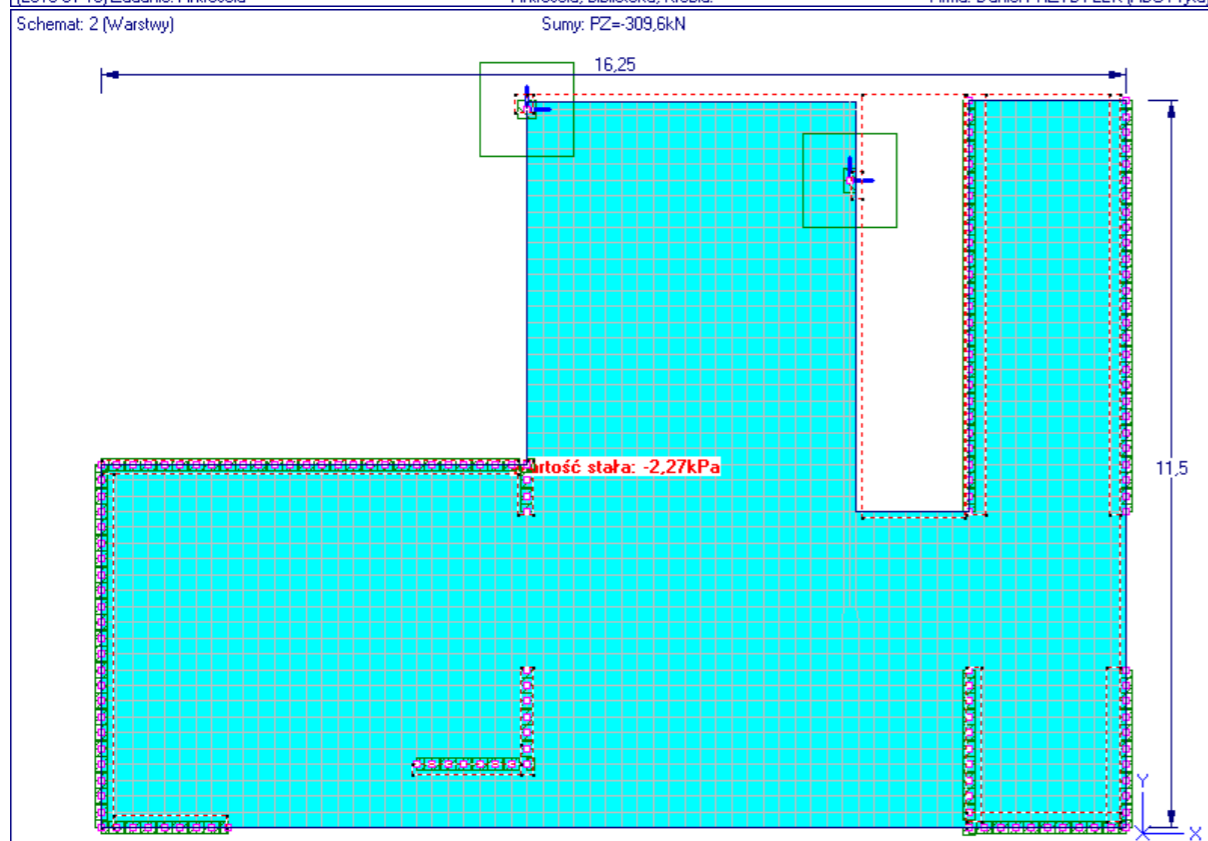 Schemat: 2 (Warstwy)
Sumy: PZ=-309,6kN
16,25
artość stała: -2,27kPa
11,5
Y
X